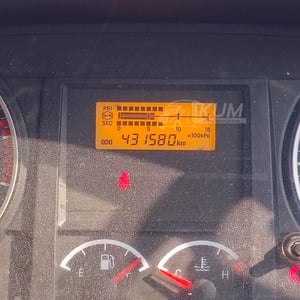 PRI
KUM
SEC
0 5 10 15
×100kPa
ODO 431580 km
E F
C H